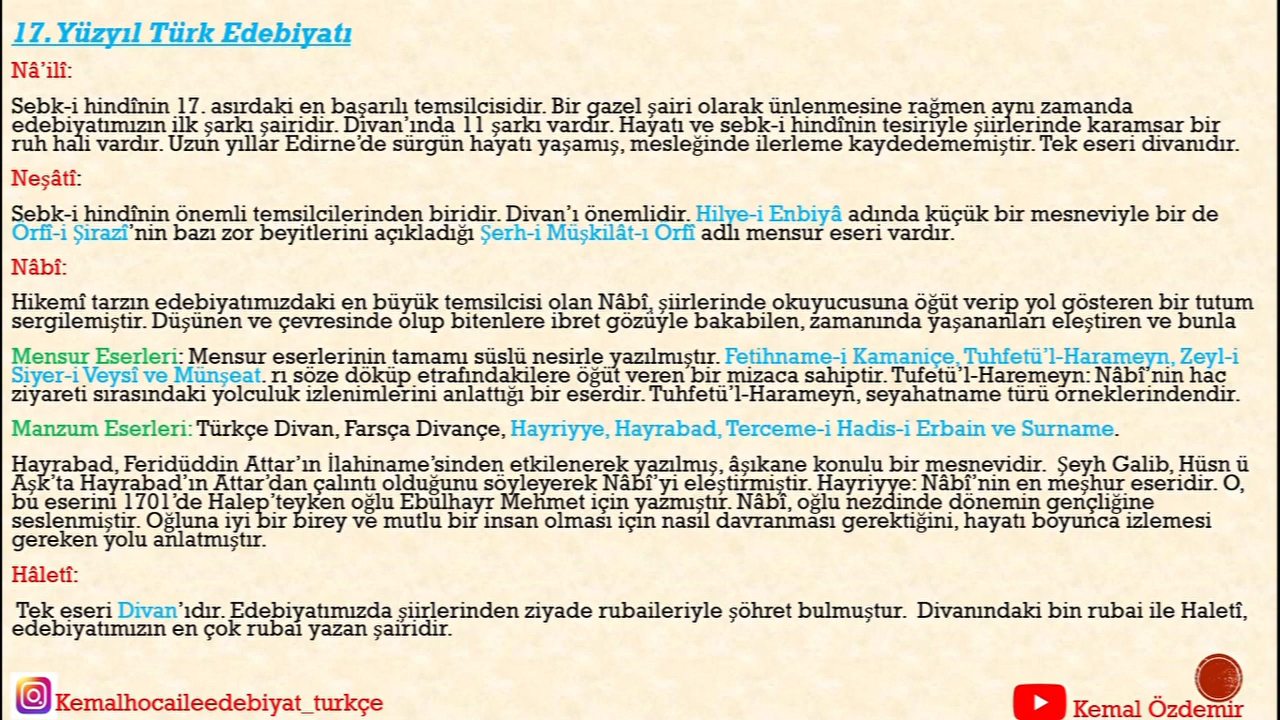 17. Yüzyıl Türk Edebiyatı
Nâ’ilî:
Sebk-i hindînin 17. asırdaki en başarılı temsilcisidir. Bir gazel şairi olarak ünlenmesine rağmen aynı zamanda
edebiyatımızın ilk şarkı şairidir. Divan’ında 11 şarkı vardır. Hayatı ve sebk-i hindînin tesiriyle şiirlerinde karamsar bir
ruh hali vardır. Uzun yıllar Edirne’de sürgün hayatı yaşamış, mesleğinde ilerleme kaydedememiştir. Tek eseri divanıdır.
Neşâtî:
Sebk-i hindînin önemli temsilcilerinden biridir. Divan’ı önemlidir. Hilye-i Enbiyâ adında küçük bir mesneviyle bir de
Örfî-i Şirazî’nin bazı zor beyitlerini açıkladığı Şerh-i Müşkilât-ı Örfî adlı mensur eseri vardır.
Nâbî:
Hikemî tarzın edebiyatımızdaki en büyük temsilcisi olan Nâbî, şiirlerinde okuyucusuna öğüt verip yol gösteren bir tutum
sergilemiştir. Düşünen ve çevresinde olup bitenlere ibret gözüyle bakabilen, zamanında yaşananları eleştiren ve bunla
Mensur Eserleri: Mensur eserlerinin tamamı süslü nesirle yazılmıştır. Fetihname-i Kamaniçe, Tuhfetü’l-Harameyn, Zeyl-i
Siyer-i Veysî ve Münşeat. rı söze döküp etrafındakilere öğüt veren bir mizaca sahiptir. Tufetü’l-Haremeyn: Nâbî’nin hac
ziyareti sırasındaki yolculuk izlenimlerini anlattığı bir eserdir. Tuhfetü’l-Harameyn, seyahatname türü örneklerindendir.
Manzum Eserleri: Türkçe Divan, Farsça Divançe, Hayriyye, Hayrabad, Terceme-i Hadis-i Erbain ve Surname.
Hayrabad, Feridüddin Attar’ın İlahiname’sinden etkilenerek yazılmış, âşıkane konulu bir mesnevidir. Şeyh Galib, Hüsn ü
Aşk’ta Hayrabad’ın Attar’dan çalıntı olduğunu söyleyerek Nâbî’yi eleştirmiştir. Hayriyye: Nâbî’nin en meşhur eseridir. O,
bu eserini 1701’de Halep’teyken oğlu Ebulhayr Mehmet için yazmıştır. Nâbî, oğlu nezdinde dönemin gençliğine
seslenmiştir. Oğluna iyi bir birey ve mutlu bir insan olması için nasıl davranması gerektiğini, hayatı boyunca izlemesi
gereken yolu anlatmıştır.
Hâletî:
Tek eseri Divan’ıdır. Edebiyatımızda şiirlerinden ziyade rubaileriyle şöhret bulmuştur. Divanındaki bin rubai ile Haletî,
edebiyatımızın en çok rubai yazan şairidir.
Kemalhocaileedebiyat_turkçe
Kemal Özdemir